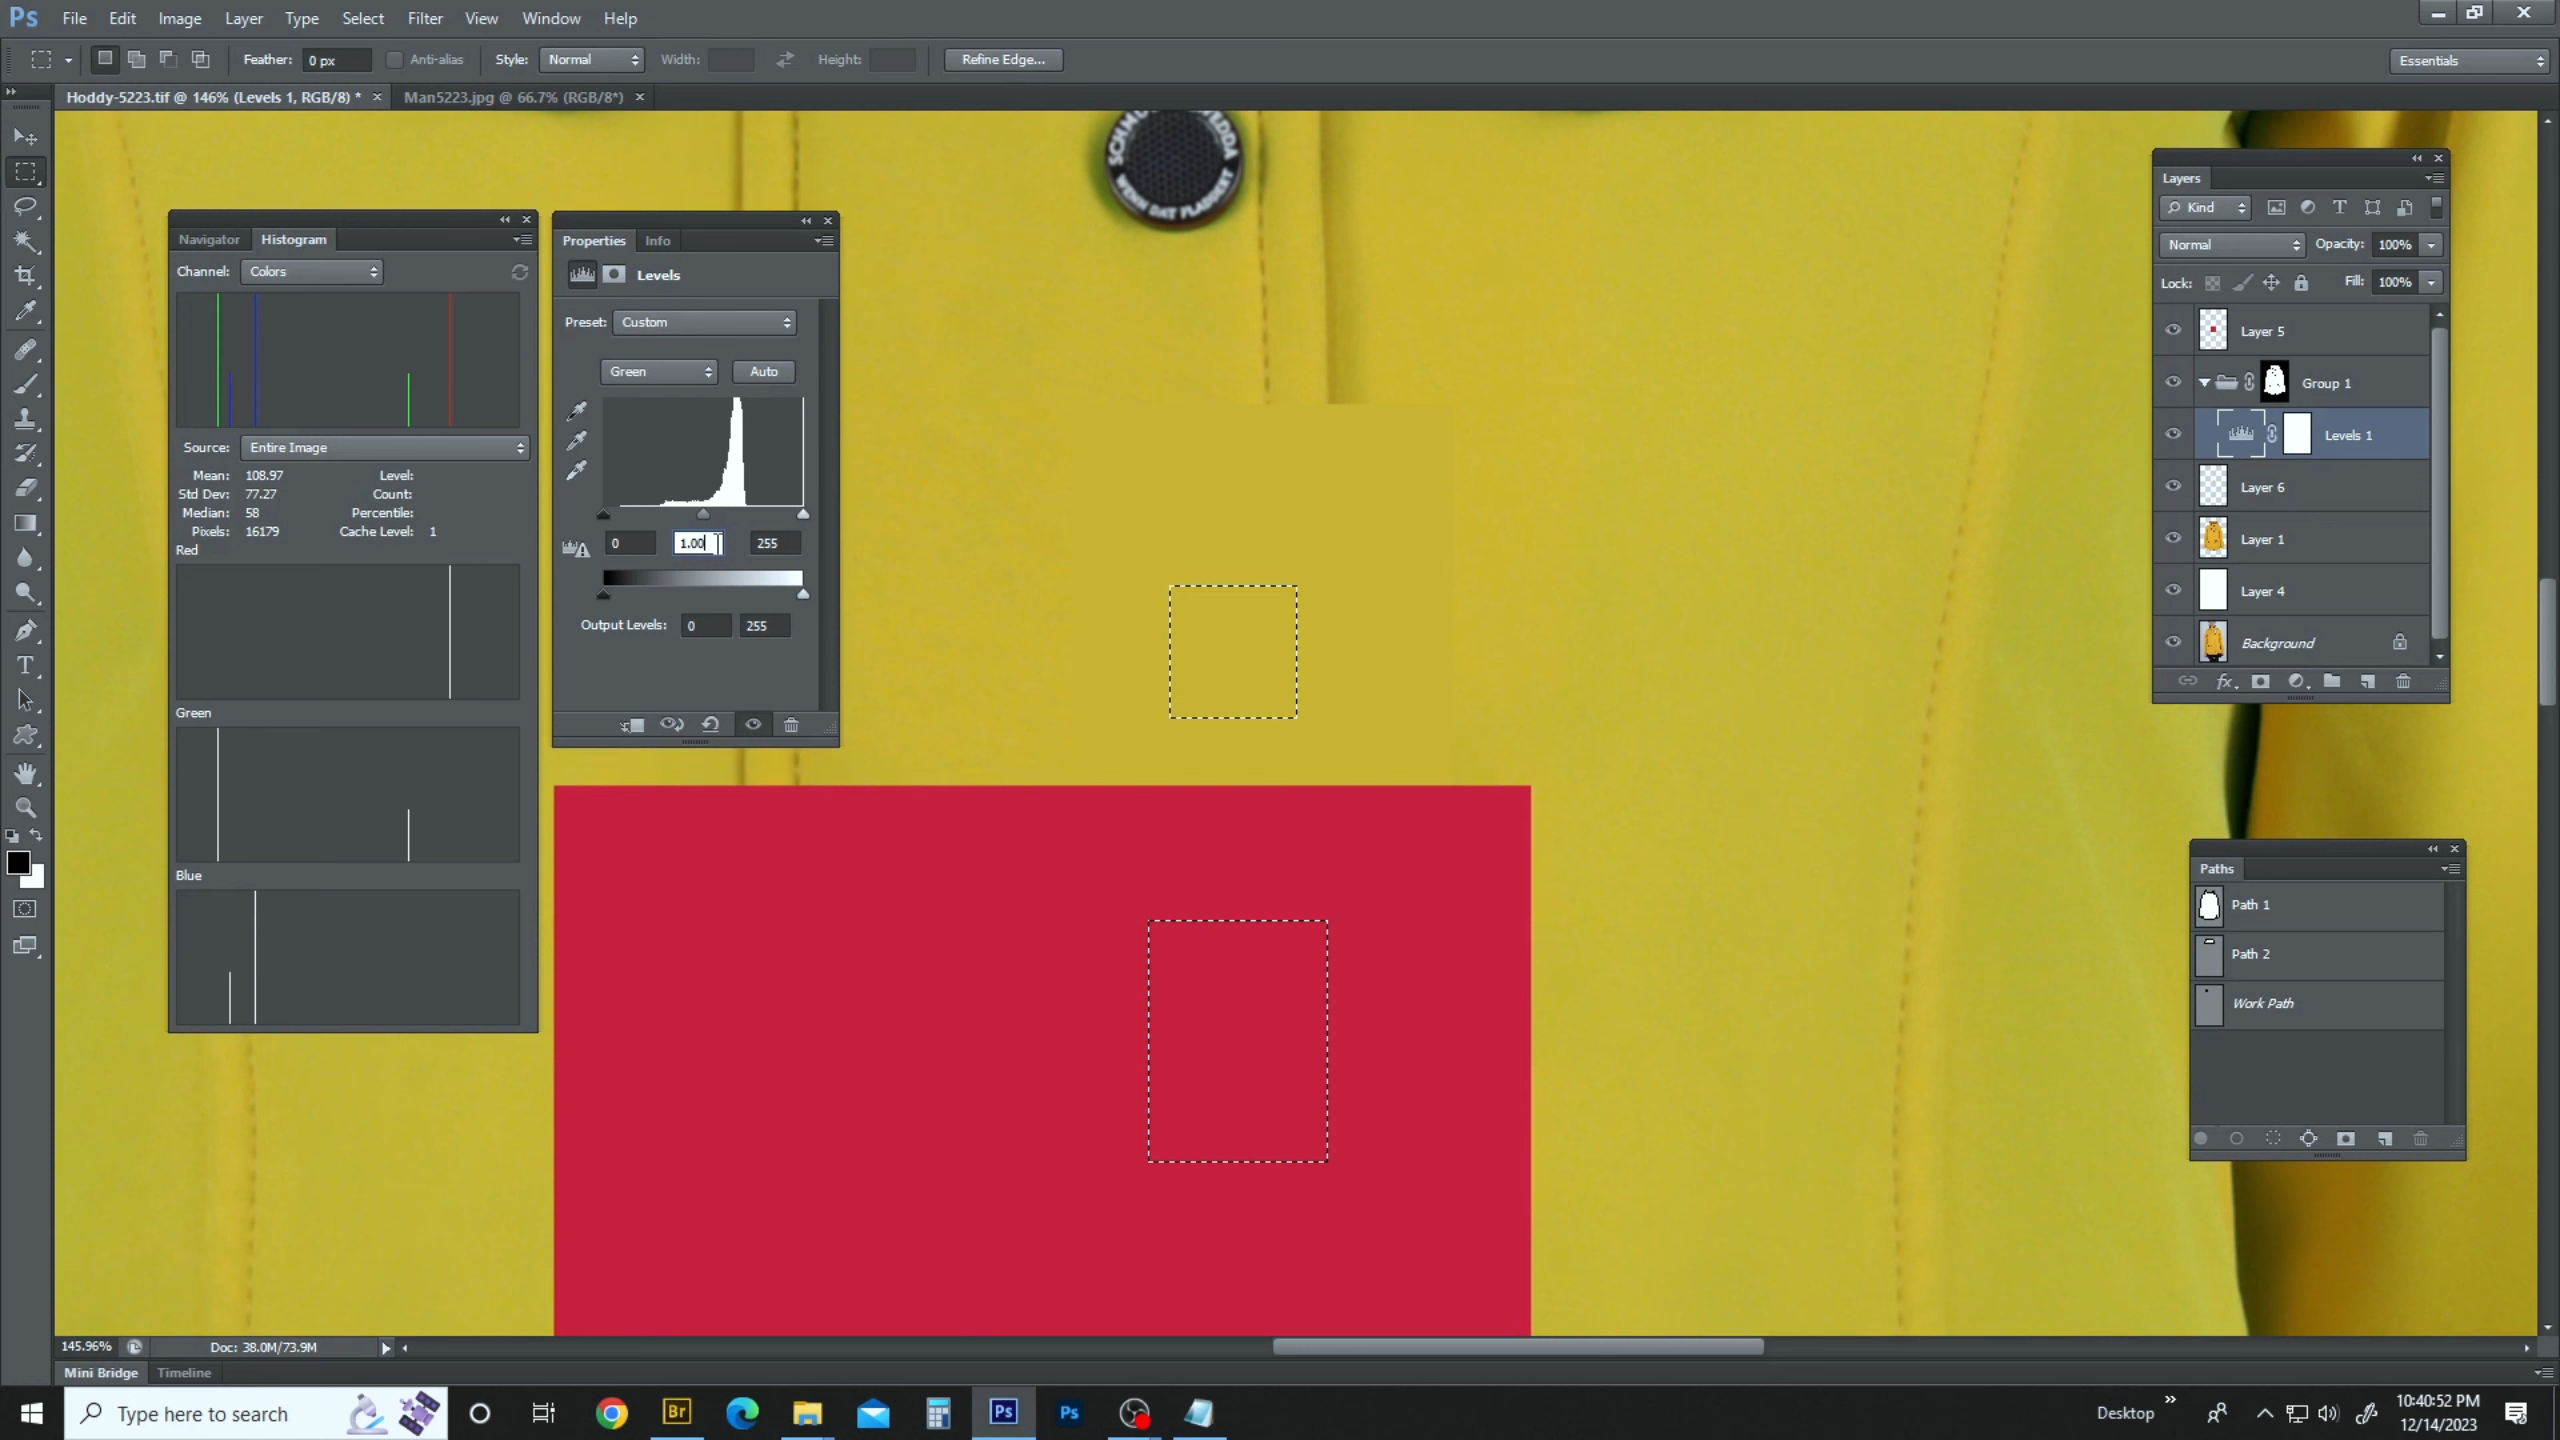 Ps File Edit Image Layer Type Select Filter View Window Help
Feather: 0 px Anti-alias Style: Normal Width: Height: Refine Edge... Essentials
Hoddy-5223.tif @ 146% (Levels 1, RGB/8) * × Man5223.jpg @ 66.7% (RGB/8*) ×
WENN DAT FLADDERT
Navigator Histogram
Channel: Colors
Source: Entire Image
Mean: 108.97 Level:
Std Dev: 77.27 Count:
Median: 58 Percentile:
Pixels: 16179 Cache Level: 1
Red
Green
Blue
Properties Info
Levels
Preset: Custom
Green Auto
0 1.00 255
Output Levels: 0 255
Layers
Kind
Normal Opacity: 100%
Lock: Fill: 100%
Layer 5
Group 1
Levels 1
Layer 6
Layer 1
Layer 4
Background
Paths
Path 1
Path 2
Work Path
145.96% Doc: 38.0M/73.9M
Mini Bridge Timeline
Type here to search Br Ps Ps Desktop 10:40:52 PM
12/14/2023